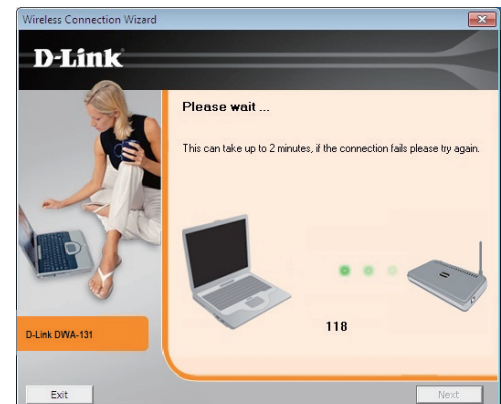 Wireless Connection Wizard
D-Link
Please wait ...
This can take up to 2 minutes, if the connection fails please try again.
118
D-Link DWA-131
Exit
Next